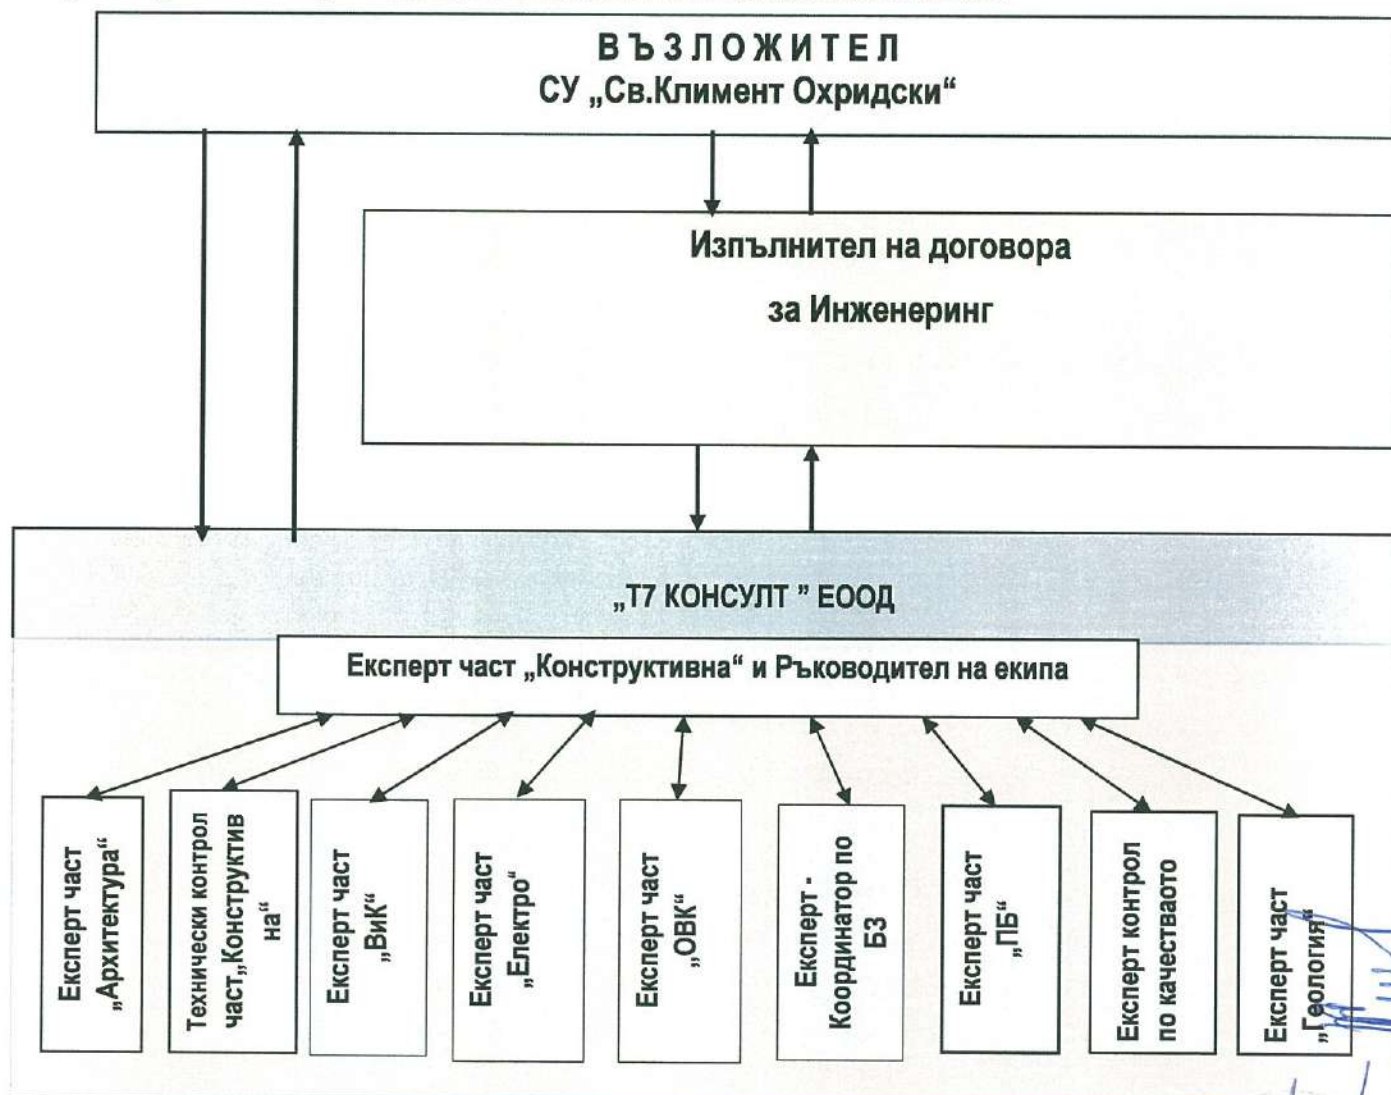 ВЪЗЛОЖИТЕЛ
СУ „Св.Климент Охридски“
Изпълнител на договора
за Инженеринг
„Т7 КОНСУЛТ ” ЕООД
Експерт част „Конструктивна“ и Ръководител на екипа
Експерт част
„Архитектура“
Технически контрол
част„Конструктив
на“
Експерт част
„ВиК“
Експерт част
„Електро“
Експерт част
„ОВК“
Експерт -
Координатор по
БЗ
Експерт част
„ПБ“
Експерт контрол
по качеството
Експерт част
„Геология“